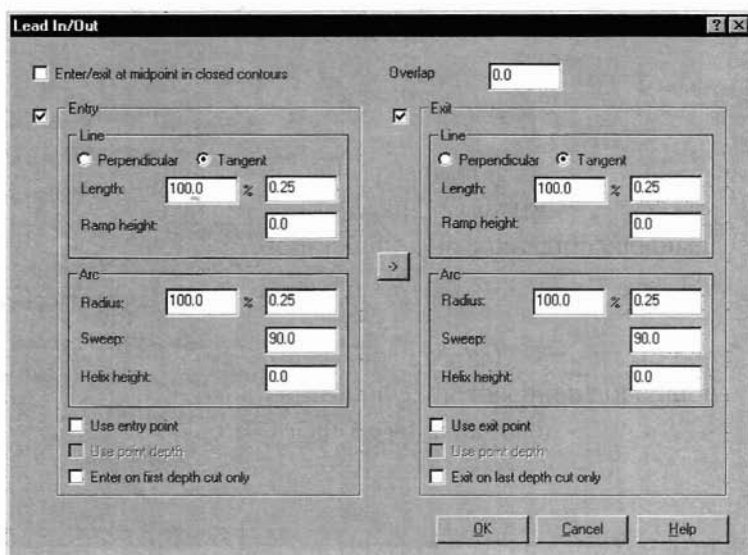 Lead In/Out
Enter/exit at midpoint in closed contours
Overlap 0.0
Entry
Line
Perpendicular Tangent
Length: 100.0 % 0.25
Ramp height: 0.0
Arc
Radius: 100.0 % 0.25
Sweep: 90.0
Helix height: 0.0
Use entry point
Use point depth
Enter on first depth cut only
->
Exit
Line
Perpendicular Tangent
Length: 100.0 % 0.25
Ramp height: 0.0
Arc
Radius: 100.0 % 0.25
Sweep: 90.0
Helix height: 0.0
Use exit point
Use point depth
Exit on last depth cut only
OK Cancel Help